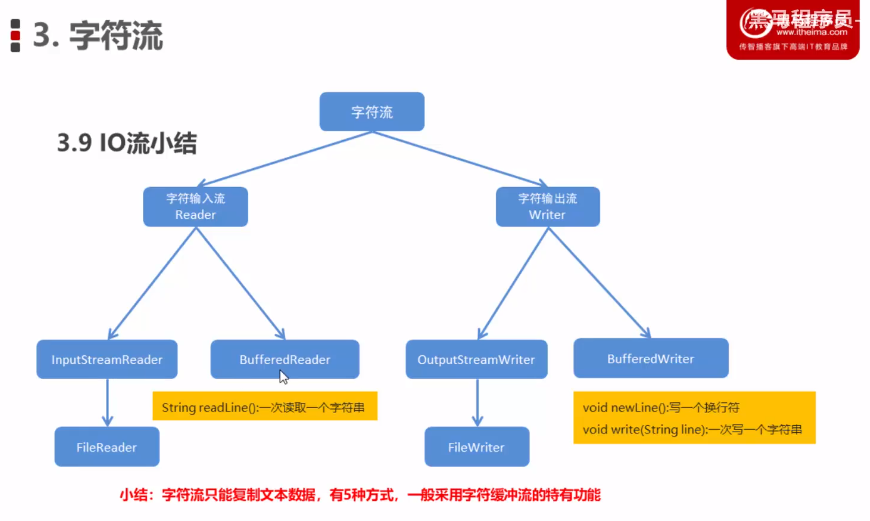 3. 字符流
黑马程序员
www.itheima.com
传智播客旗下高端IT教育品牌
3.9 IO流小结
字符流
字符输入流
Reader
字符输出流
Writer
InputStreamReader
BufferedReader
OutputStreamWriter
BufferedWriter
String readLine():一次读取一个字符串
void newLine():写一个换行符
void write(String line):一次写一个字符串
FileReader
FileWriter
小结：字符流只能复制文本数据，有5种方式，一般采用字符缓冲流的特有功能